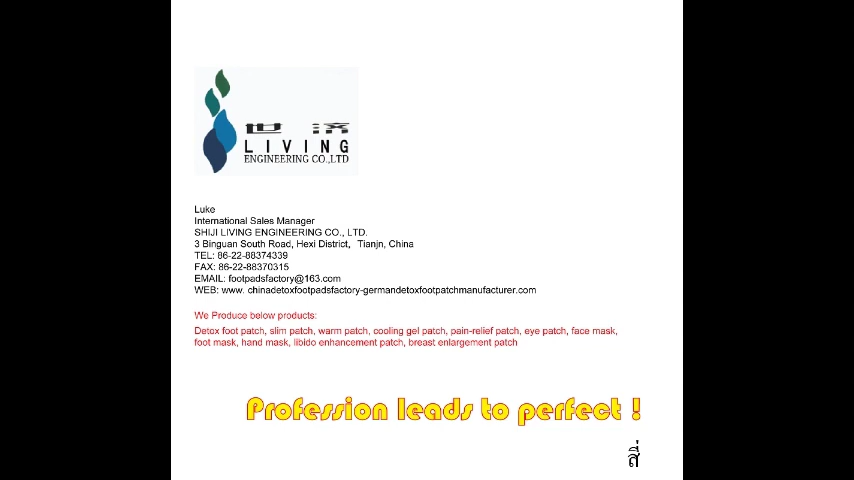 世 済
LIVING
ENGINEERING CO.,LTD
Luke
International Sales Manager
SHIJI LIVING ENGINEERING CO., LTD.
3 Binguan South Road, Hexi District, Tianjn, China
TEL: 86-22-88374339
FAX: 86-22-88370315
EMAIL: footpadsfactory@163.com
WEB: www. chinadetoxfootpadsfactory-germandetoxfootpatchmanufacturer.com
We Produce below products:
Detox foot patch, slim patch, warm patch, cooling gel patch, pain-relief patch, eye patch, face mask,
foot mask, hand mask, libido enhancement patch, breast enlargement patch
Profession leads to perfect !
สี่